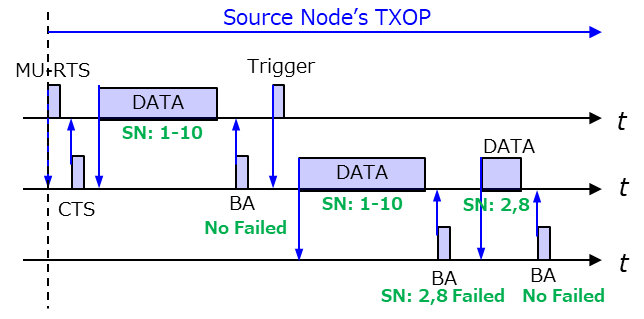 Source Node's TXOP
MU-RTS
Trigger
DATA
t
SN: 1-10
DATA
DATA
t
CTS
BA
SN: 1-10
SN: 2,8
No Failed
t
BA
BA
SN: 2,8 Failed
No Failed